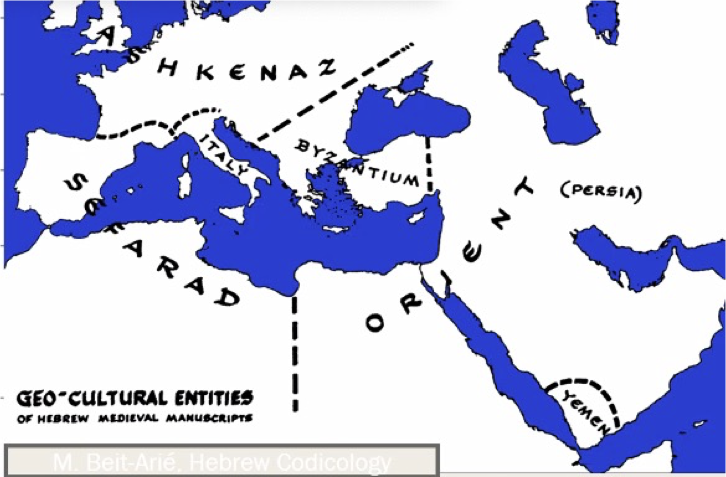 ASHKENAZ
ITALY
BYZANTIUM
SEFARAD
ORIENT
(PERSIA)
YEMEN
GEO-CULTURAL ENTITIES
OF HEBREW MEDIEVAL MANUSCRIPTS
M. Beit-Arié. Hebrew Codicology